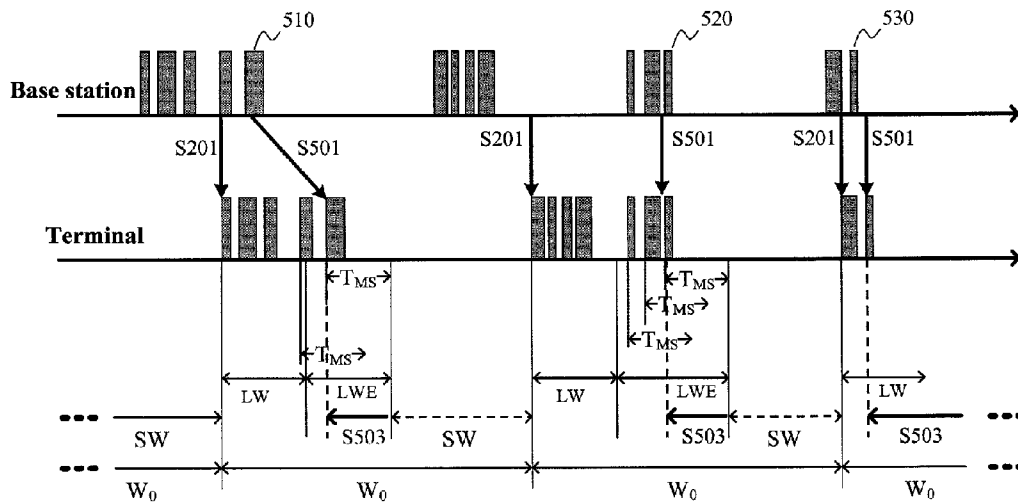 510 520 530
Base station
S201 S501 S201 S501 S201 S501
Terminal
T_MS T_MS
T_MS
T_MS T_MS
LW LWE LW LWE LW
SW S503 SW S503 SW S503
W_0 W_0 W_0 W_0